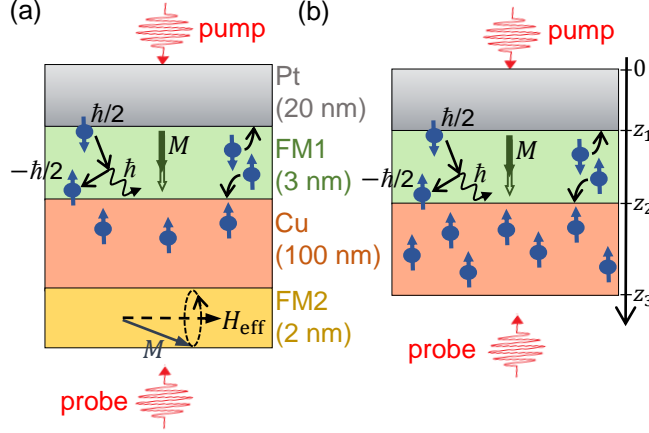 (a)
pump
Pt
(20 nm)
ħ/2
M
FM1
(3 nm)
−ħ/2
ħ
Cu
(100 nm)
FM2
(2 nm)
H_eff
M
probe
(b)
pump
0
z₁
ħ/2
M
−ħ/2
ħ
z₂
z₃
probe